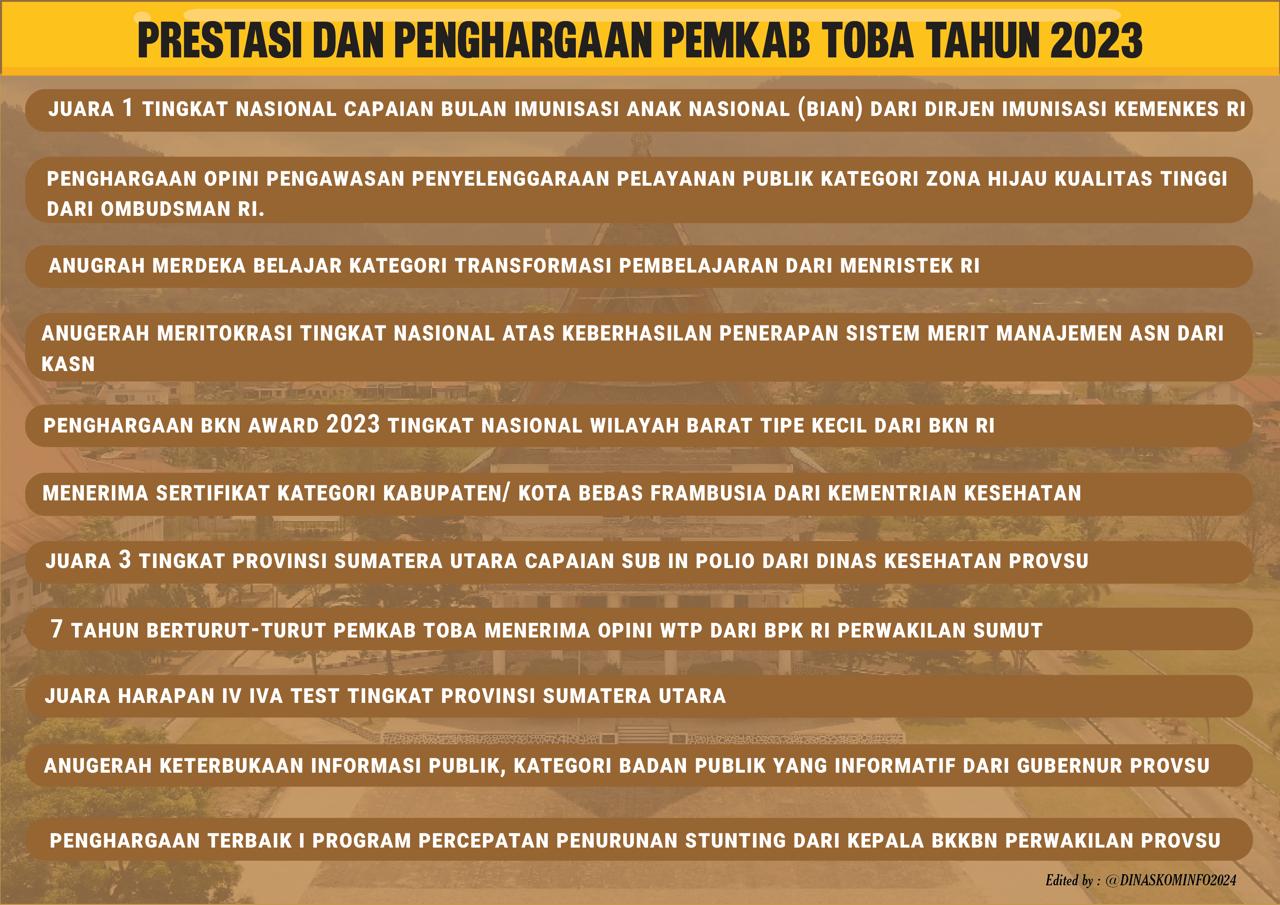 PRESTASI DAN PENGHARGAAN PEMKAB TOBA TAHUN 2023
JUARA 1 TINGKAT NASIONAL CAPAIAN BULAN IMUNISASI ANAK NASIONAL (BIAN) DARI DIRJEN IMUNISASI KEMENKES RI
PENGHARGAAN OPINI PENGAWASAN PENYELENGGARAAN PELAYANAN PUBLIK KATEGORI ZONA HIJAU KUALITAS TINGGI
DARI OMBUDSMAN RI.
ANUGRAH MERDEKA BELAJAR KATEGORI TRANSFORMASI PEMBELAJARAN DARI MENRISTEK RI
ANUGERAH MERITOKRASI TINGKAT NASIONAL ATAS KEBERHASILAN PENERAPAN SISTEM MERIT MANAJEMEN ASN DARI
KASN
PENGHARGAAN BKN AWARD 2023 TINGKAT NASIONAL WILAYAH BARAT TIPE KECIL DARI BKN RI
MENERIMA SERTIFIKAT KATEGORI KABUPATEN/ KOTA BEBAS FRAMBUSIA DARI KEMENTRIAN KESEHATAN
JUARA 3 TINGKAT PROVINSI SUMATERA UTARA CAPAIAN SUB IN POLIO DARI DINAS KESEHATAN PROVSU
7 TAHUN BERTURUT-TURUT PEMKAB TOBA MENERIMA OPINI WTP DARI BPK RI PERWAKILAN SUMUT
JUARA HARAPAN IV IVA TEST TINGKAT PROVINSI SUMATERA UTARA
ANUGERAH KETERBUKAAN INFORMASI PUBLIK, KATEGORI BADAN PUBLIK YANG INFORMATIF DARI GUBERNUR PROVSU
PENGHARGAAN TERBAIK I PROGRAM PERCEPATAN PENURUNAN STUNTING DARI KEPALA BKKBN PERWAKILAN PROVSU
Edited by : @DINASKOMINFO2024